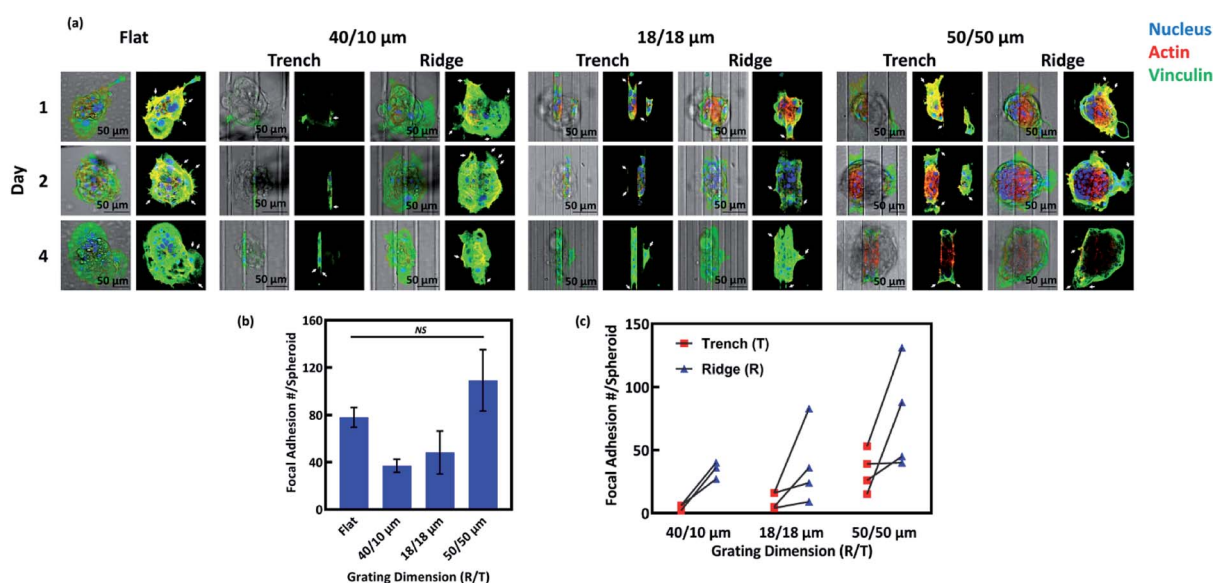 (a)
Flat
40/10 µm
18/18 µm
50/50 µm
Nucleus
Actin
Vinculin
Trench
Ridge
Trench
Ridge
Trench
Ridge
Day
1
50 µm
50 µm
50 µm
50 µm
50 µm
50 µm
50 µm
2
50 µm
50 µm
50 µm
50 µm
50 µm
50 µm
50 µm
4
50 µm
50 µm
50 µm
50 µm
50 µm
50 µm
50 µm
(b)
NS
Focal Adhesion #/Spheroid
160
120
80
40
0
Flat
40/10 µm
18/18 µm
50/50 µm
Grating Dimension (R/T)
(c)
Trench (T)
Ridge (R)
Focal Adhesion #/Spheroid
150
100
50
0
40/10 µm
18/18 µm
50/50 µm
Grating Dimension (R/T)